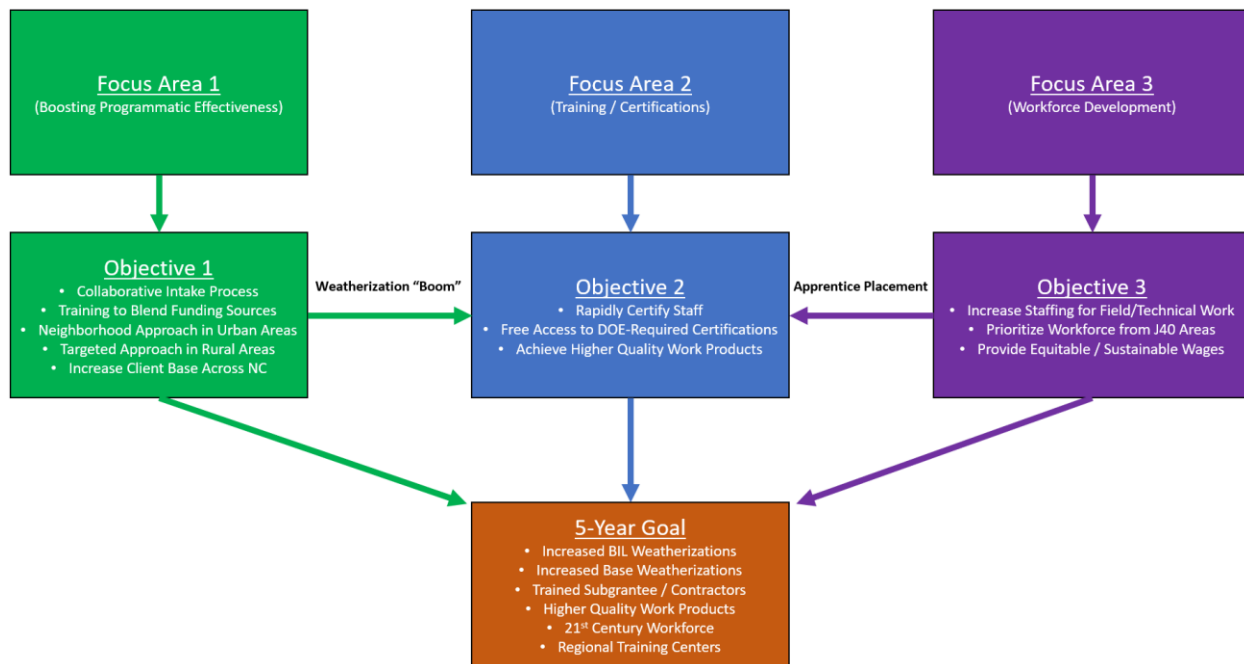 Focus Area 1
(Boosting Programmatic Effectiveness)
Focus Area 2
(Training / Certifications)
Focus Area 3
(Workforce Development)
Objective 1
• Collaborative Intake Process
• Training to Blend Funding Sources
• Neighborhood Approach in Urban Areas
• Targeted Approach in Rural Areas
• Increase Client Base Across NC
Weatherization “Boom”
Objective 2
• Rapidly Certify Staff
• Free Access to DOE-Required Certifications
• Achieve Higher Quality Work Products
Apprentice Placement
Objective 3
• Increase Staffing for Field/Technical Work
• Prioritize Workforce from J40 Areas
• Provide Equitable / Sustainable Wages
5-Year Goal
• Increased BIL Weatherizations
• Increased Base Weatherizations
• Trained Subgrantee / Contractors
• Higher Quality Work Products
• 21st Century Workforce
• Regional Training Centers